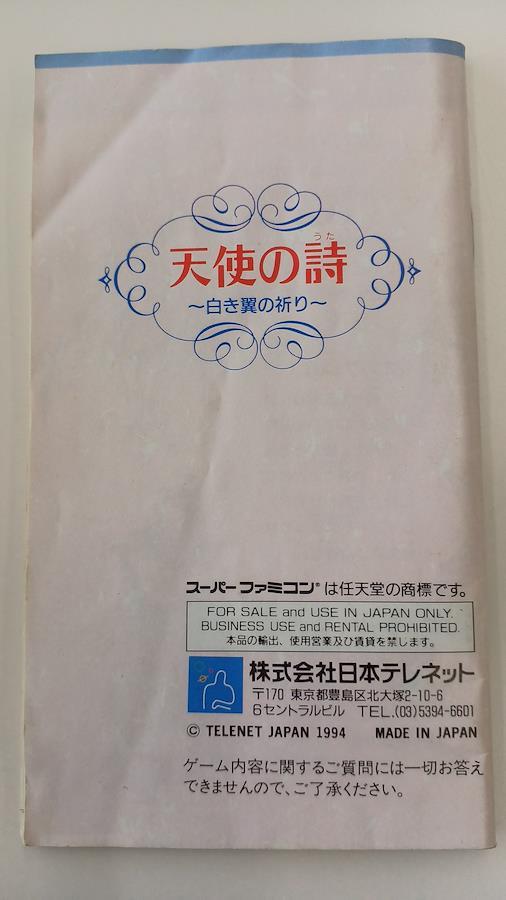 うた
天使の詩
～白き翼の祈り～
スーパーファミコン®は任天堂の商標です。
FOR SALE and USE IN JAPAN ONLY.
BUSINESS USE and RENTAL PROHIBITED.
本品の輸出、使用営業及び賃貸を禁じます。
株式会社日本テレネット
〒170 東京都豊島区北大塚2-10-6
6セントラルビル TEL.(03)5394-6601
© TELENET JAPAN 1994 MADE IN JAPAN
ゲーム内容に関するご質問には一切お答え
できませんので、ご了承ください。